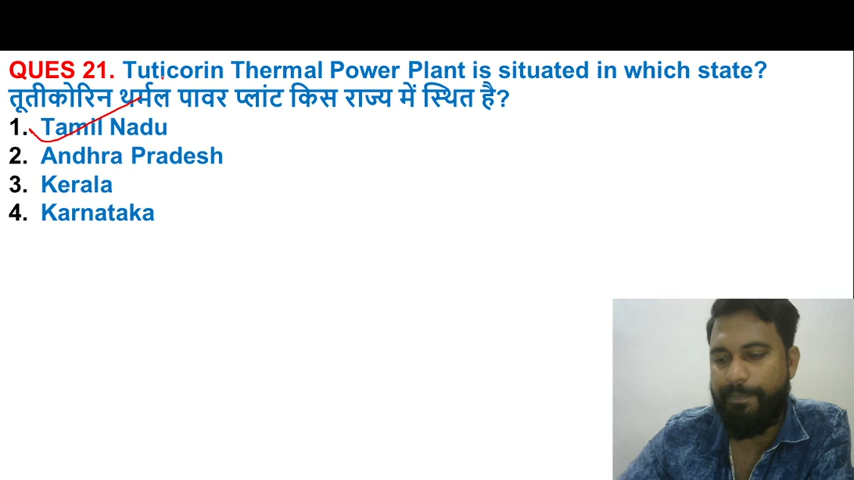 QUES 21. Tuticorin Thermal Power Plant is situated in which state?
तूतीकोरिन थर्मल पावर प्लांट किस राज्य में स्थित है?
1. Tamil Nadu
2. Andhra Pradesh
3. Kerala
4. Karnataka